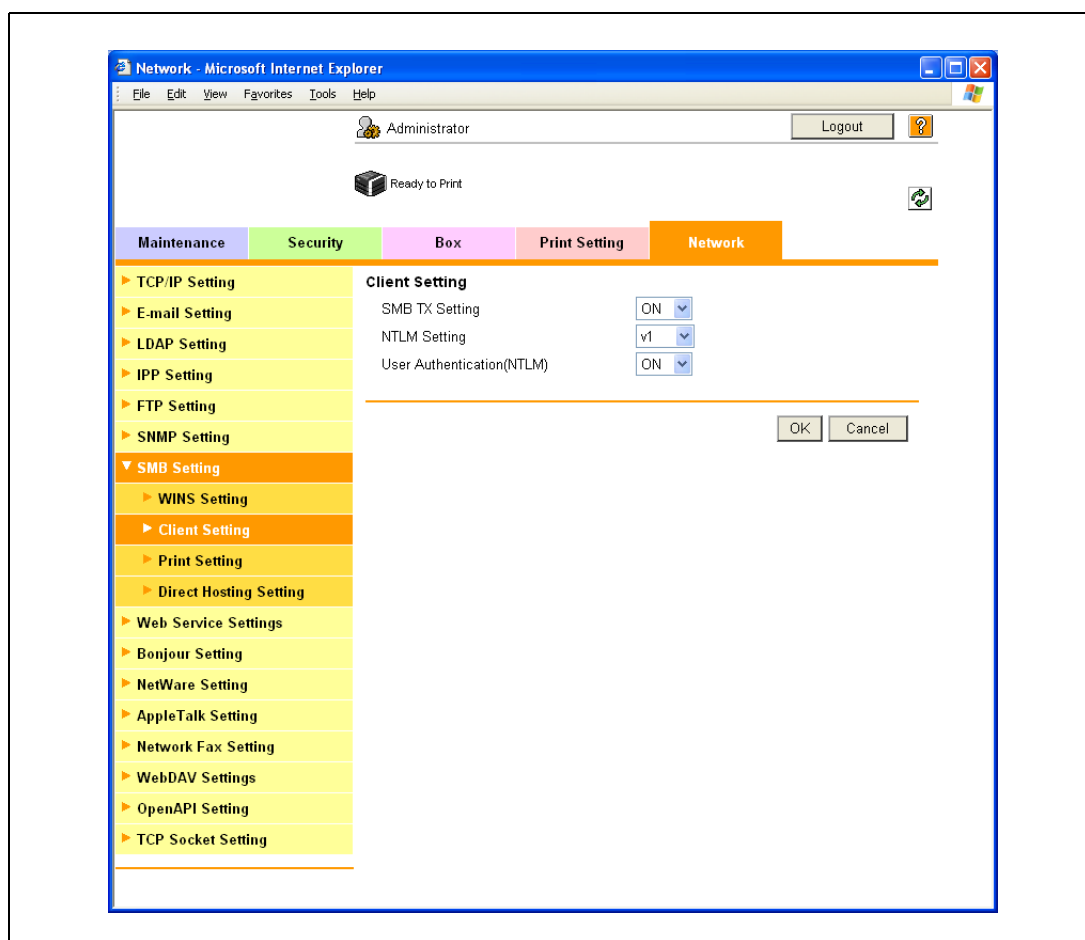 Network - Microsoft Internet Explorer
File Edit View Favorites Tools Help
Administrator Logout ?
Ready to Print
Maintenance Security Box Print Setting Network
TCP/IP Setting
E-mail Setting
LDAP Setting
IPP Setting
FTP Setting
SNMP Setting
SMB Setting
WINS Setting
Client Setting
Print Setting
Direct Hosting Setting
Web Service Settings
Bonjour Setting
NetWare Setting
AppleTalk Setting
Network Fax Setting
WebDAV Settings
OpenAPI Setting
TCP Socket Setting
Client Setting
SMB TX Setting ON
NTLM Setting v1
User Authentication(NTLM) ON
OK Cancel